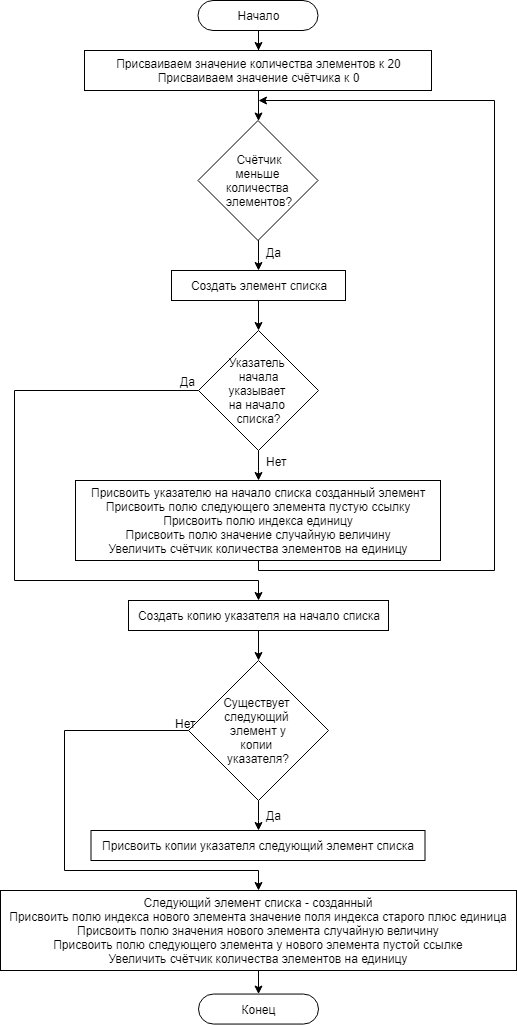 Начало
Присваиваем значение количества элементов к 20
Присваиваем значение счётчика к 0
Счётчик
меньше
количества
элементов?
Да
Создать элемент списка
Указатель
начала
указывает
на начало
списка?
Да
Нет
Присвоить указателю на начало списка созданный элемент
Присвоить полю следующего элемента пустую ссылку
Присвоить полю индекса единицу
Присвоить полю значение случайную величину
Увеличить счётчик количества элементов на единицу
Создать копию указателя на начало списка
Существует
следующий
элемент у
копии
указателя?
Нет
Да
Присвоить копии указателя следующий элемент списка
Следующий элемент списка - созданный
Присвоить полю индекса нового элемента значение поля индекса старого плюс единица
Присвоить полю значения нового элемента случайную величину
Присвоить полю следующего элемента у нового элемента пустой ссылке
Увеличить счётчик количества элементов на единицу
Конец